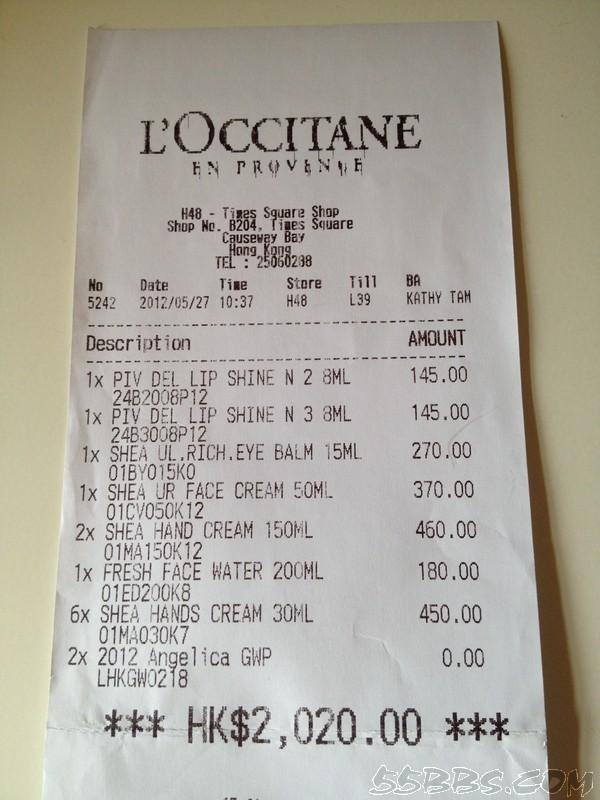 L'OCCITANE
EN PROVENCE
H48 - Times Square Shop
Shop No. B204, Times Square
Causeway Bay
Hong Kong
TEL : 25060288
No Date Time Store Till BA
5242 2012/05/27 10:37 H48 L39 KATHY TAM
Description AMOUNT
1x PIV DEL LIP SHINE N 2 8ML 145.00
24B2008P12
1x PIV DEL LIP SHINE N 3 8ML 145.00
24B3008P12
1x SHEA UL.RICH.EYE BALM 15ML 270.00
01BY015K0
1x SHEA UR FACE CREAM 50ML 370.00
01CV050K12
2x SHEA HAND CREAM 150ML 460.00
01MA150K12
1x FRESH FACE WATER 200ML 180.00
01ED200K8
6x SHEA HANDS CREAM 30ML 450.00
01MA030K7
2x 2012 Angelica GWP 0.00
LHKGW0218
*** HK$2,020.00 ***
55BBS.COM